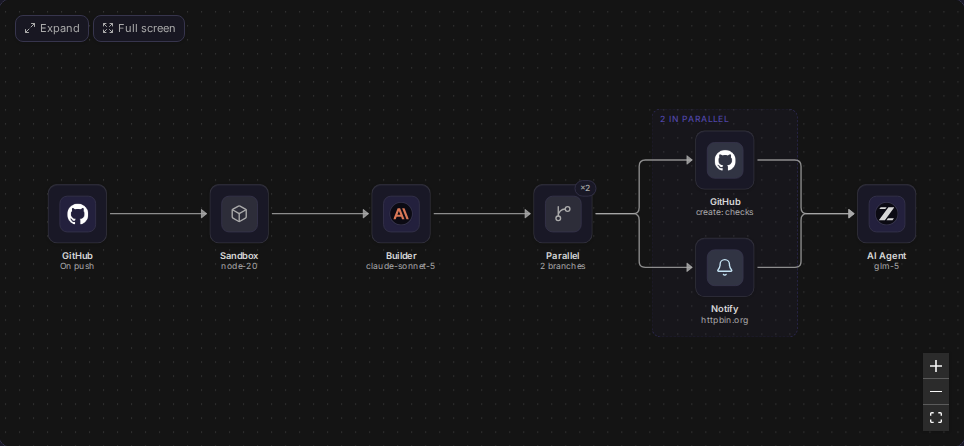 Expand
Full screen
2 IN PARALLEL
GitHub
On push
Sandbox
node-20
Builder
claude-sonnet-5
×2
Parallel
2 branches
GitHub
create: checks
Notify
httpbin.org
AI Agent
glm-5